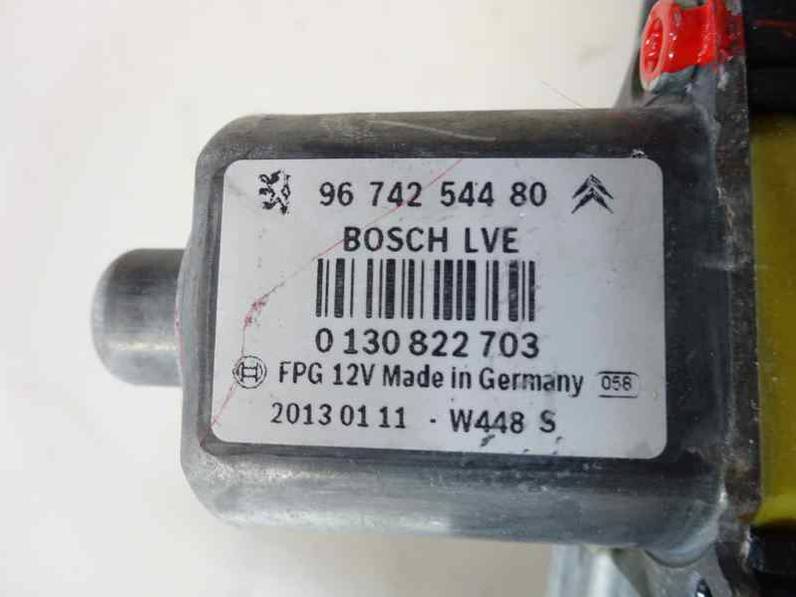 96 742 544 80
BOSCH LVE
0 130 822 703
FPG 12V Made in Germany 058
2013 01 11 · W448 S